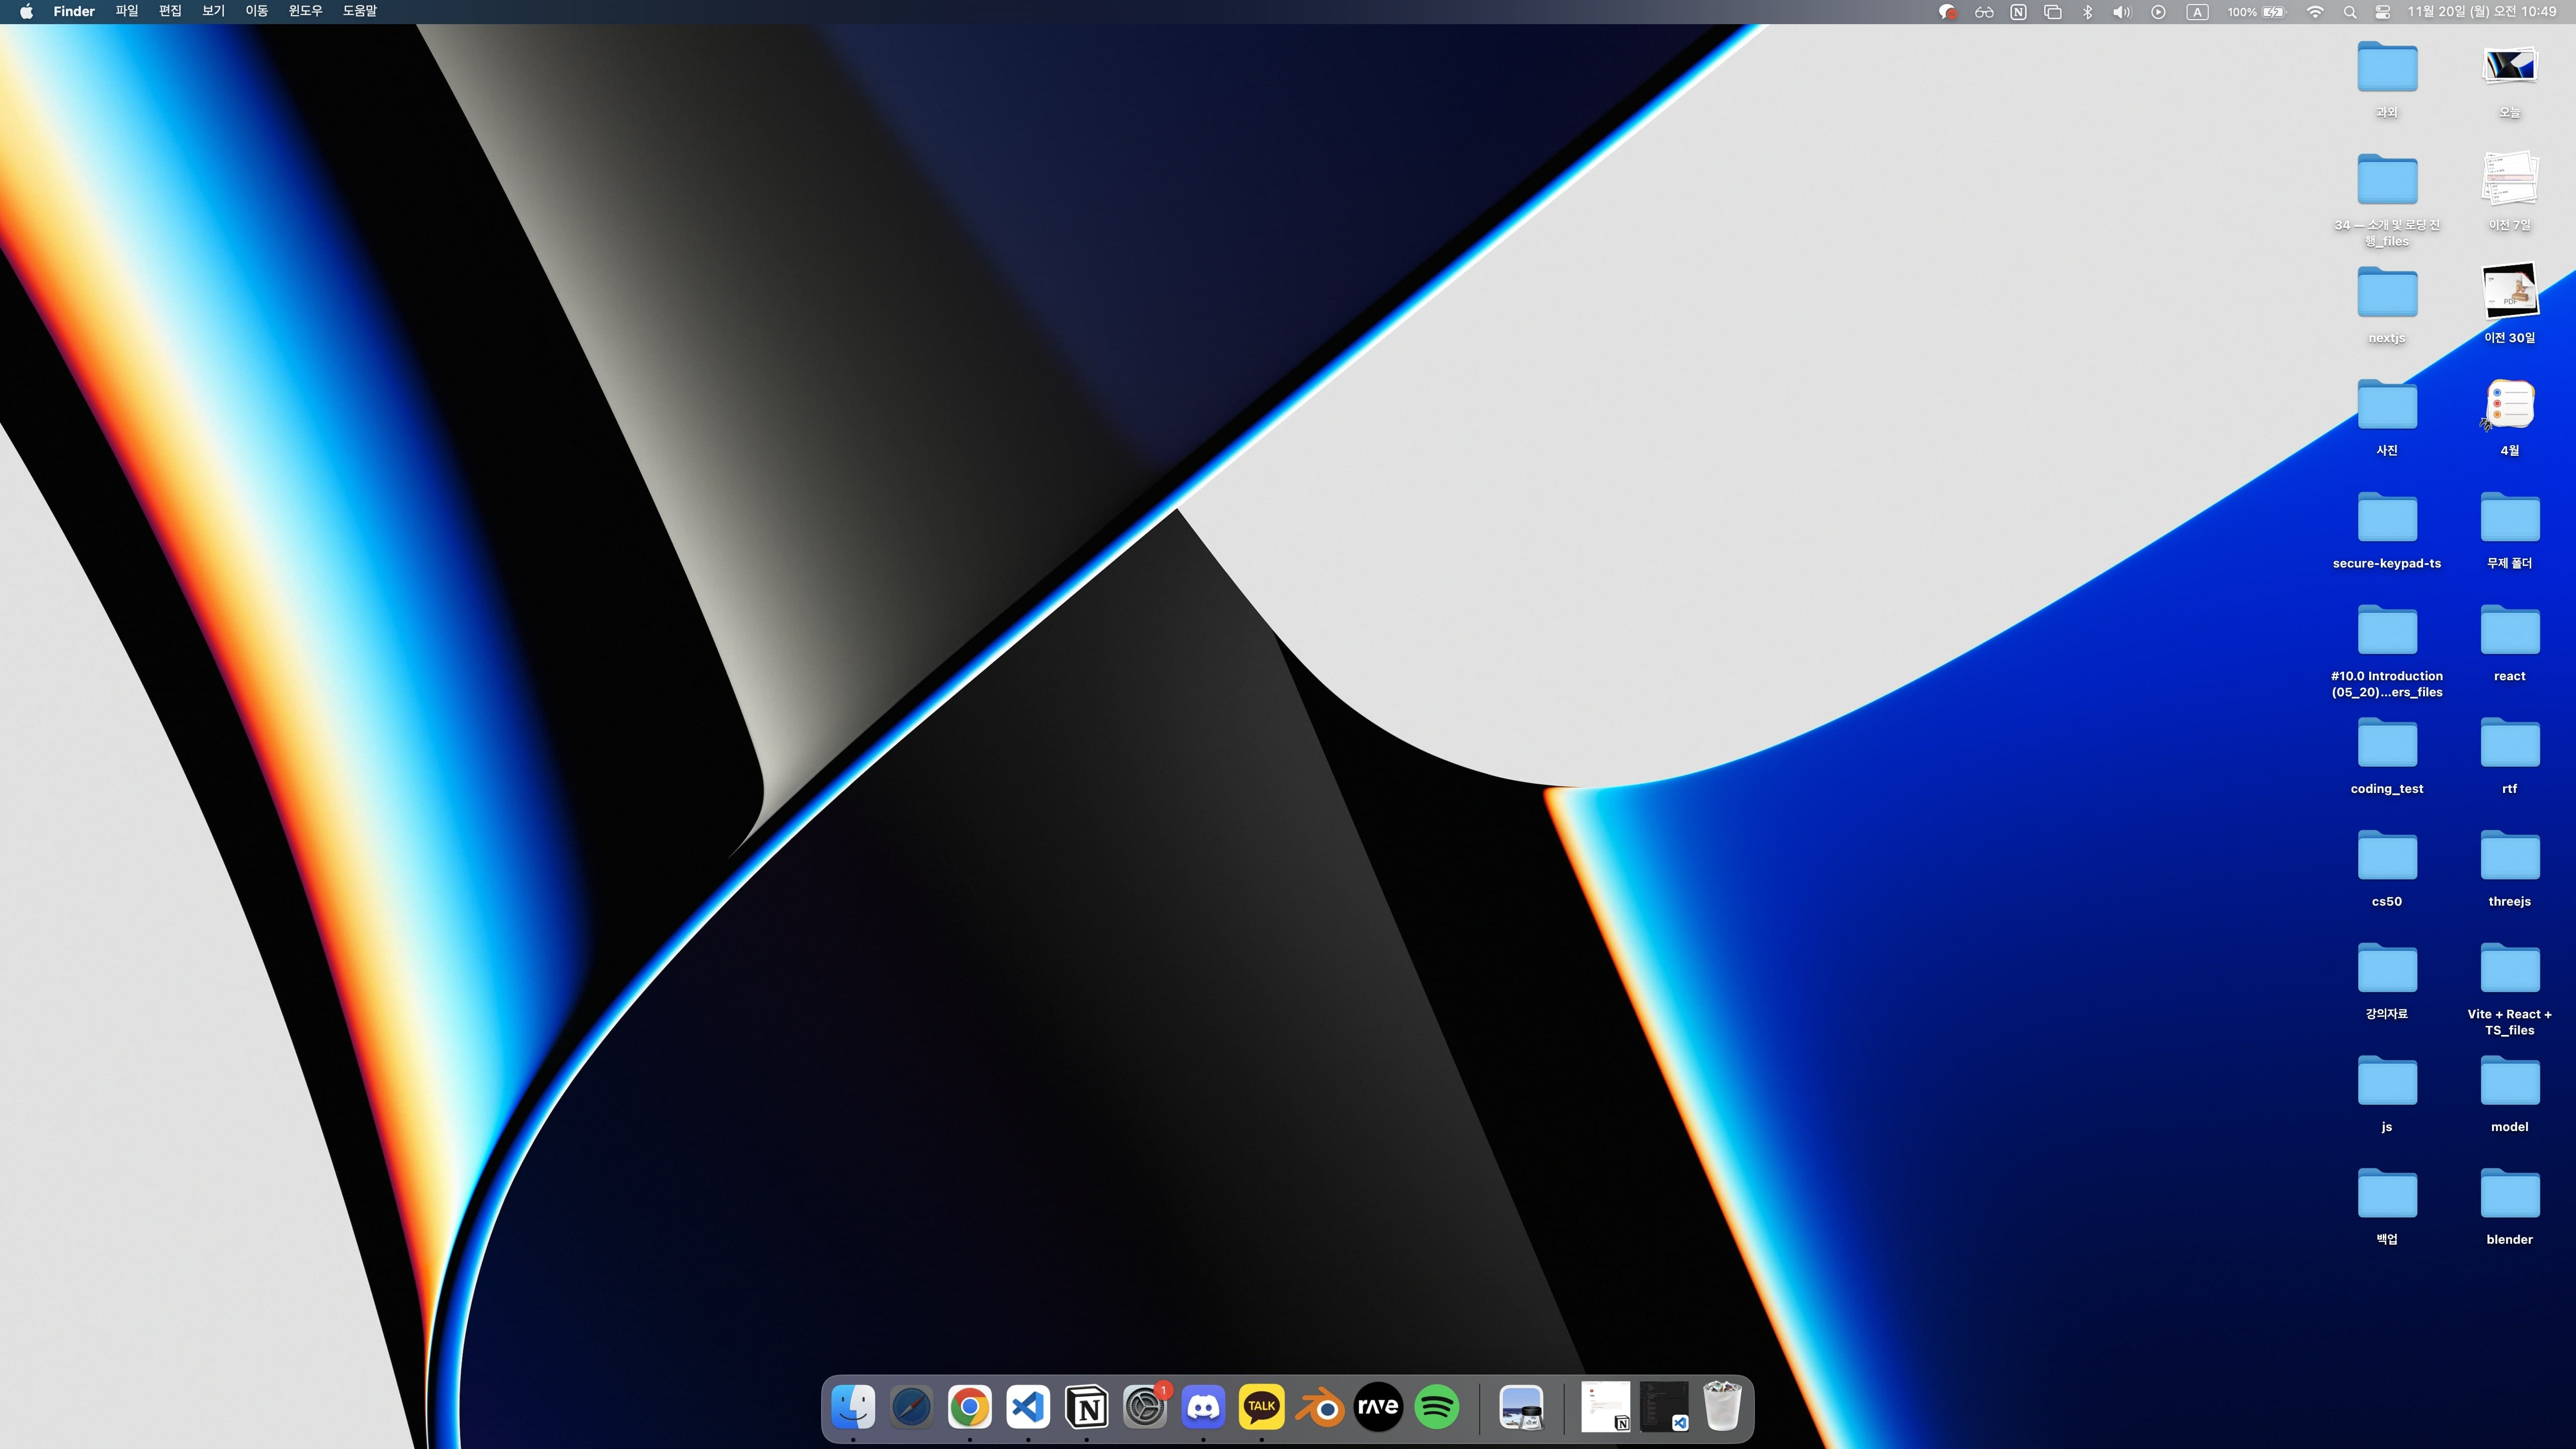 Finder 파일 편집 보기 이동 윈도우 도움말
A 100% 11월 20일 (월) 오전 10:49
과외
오늘
34 — 소개 및 로딩 진
행_files
이전 7일
nextjs
이전 30일
PDF
사진
4월
secure-keypad-ts
무제 폴더
#10.0 Introduction
(05_20)...ers_files
react
coding_test
rtf
cs50
threejs
강의자료
Vite + React +
TS_files
js
model
백업
blender
1
TALK
rave